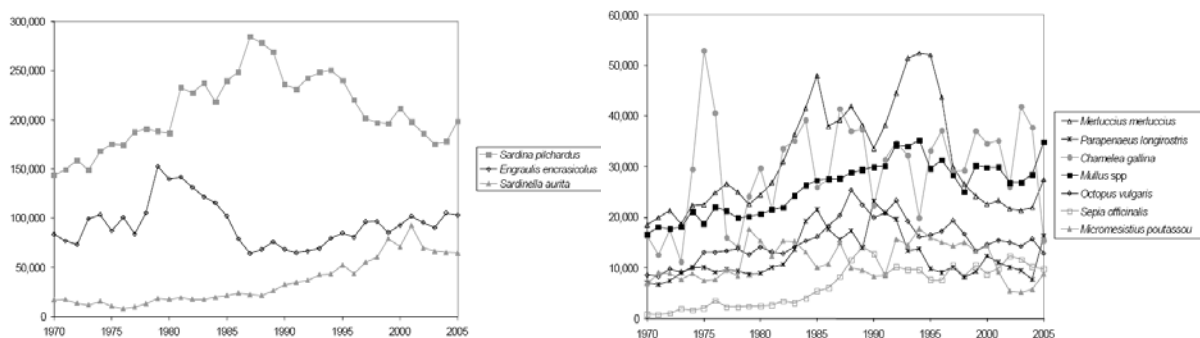 300,000
250,000
200,000
150,000
100,000
50,000
0
1970 1975 1980 1985 1990 1995 2000 2005
Sardina pilchardus
Engraulis encrasicolus
Sardinella aurita
60,000
50,000
40,000
30,000
20,000
10,000
0
1970 1975 1980 1985 1990 1995 2000 2005
Merluccius merluccius
Parapenaeus longirostris
Chamelea gallina
Mullus spp
Octopus vulgaris
Sepia officinalis
Micromesistius poutassou